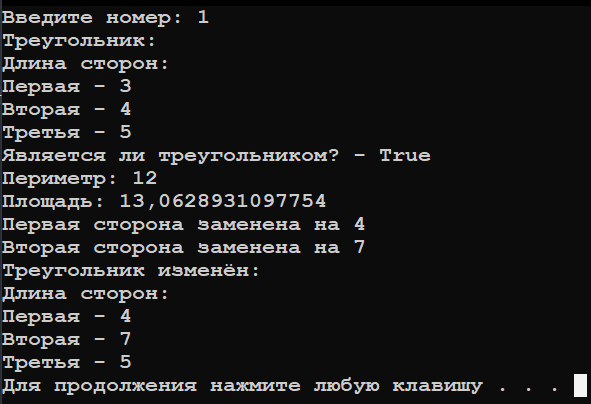 Введите номер: 1
Треугольник:
Длина сторон:
Первая - 3
Вторая - 4
Третья - 5
Является ли треугольником? - True
Периметр: 12
Площадь: 13,0628931097754
Первая сторона заменена на 4
Вторая сторона заменена на 7
Треугольник изменён:
Длина сторон:
Первая - 4
Вторая - 7
Третья - 5
Для продолжения нажмите любую клавишу . . .